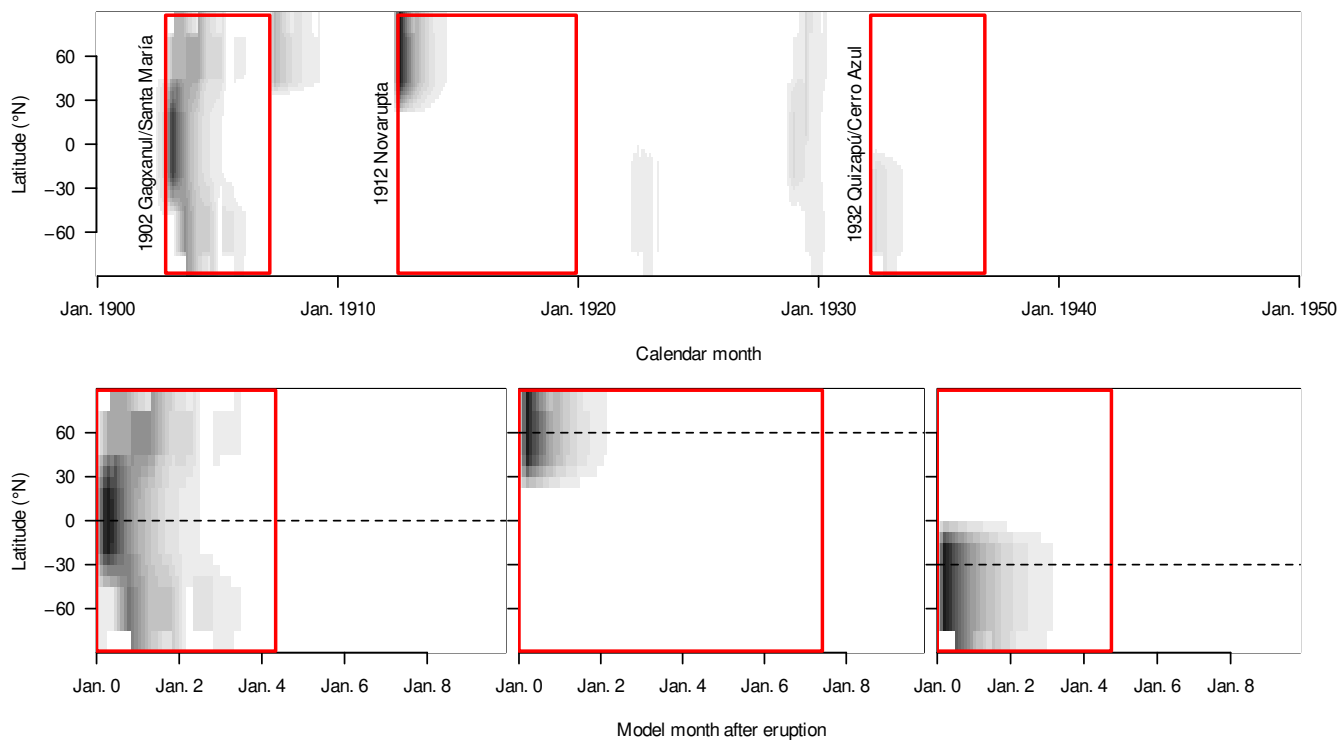 60
30
0
−30
−60
Latitude (°N)
1902 Gagxanul/Santa María
1912 Novarupta
1932 Quizapú/Cerro Azul
Jan. 1900 Jan. 1910 Jan. 1920 Jan. 1930 Jan. 1940 Jan. 1950
Calendar month
60
30
0
−30
−60
Latitude (°N)
Jan. 0 Jan. 2 Jan. 4 Jan. 6 Jan. 8 Jan. 0 Jan. 2 Jan. 4 Jan. 6 Jan. 8 Jan. 0 Jan. 2 Jan. 4 Jan. 6 Jan. 8
Model month after eruption